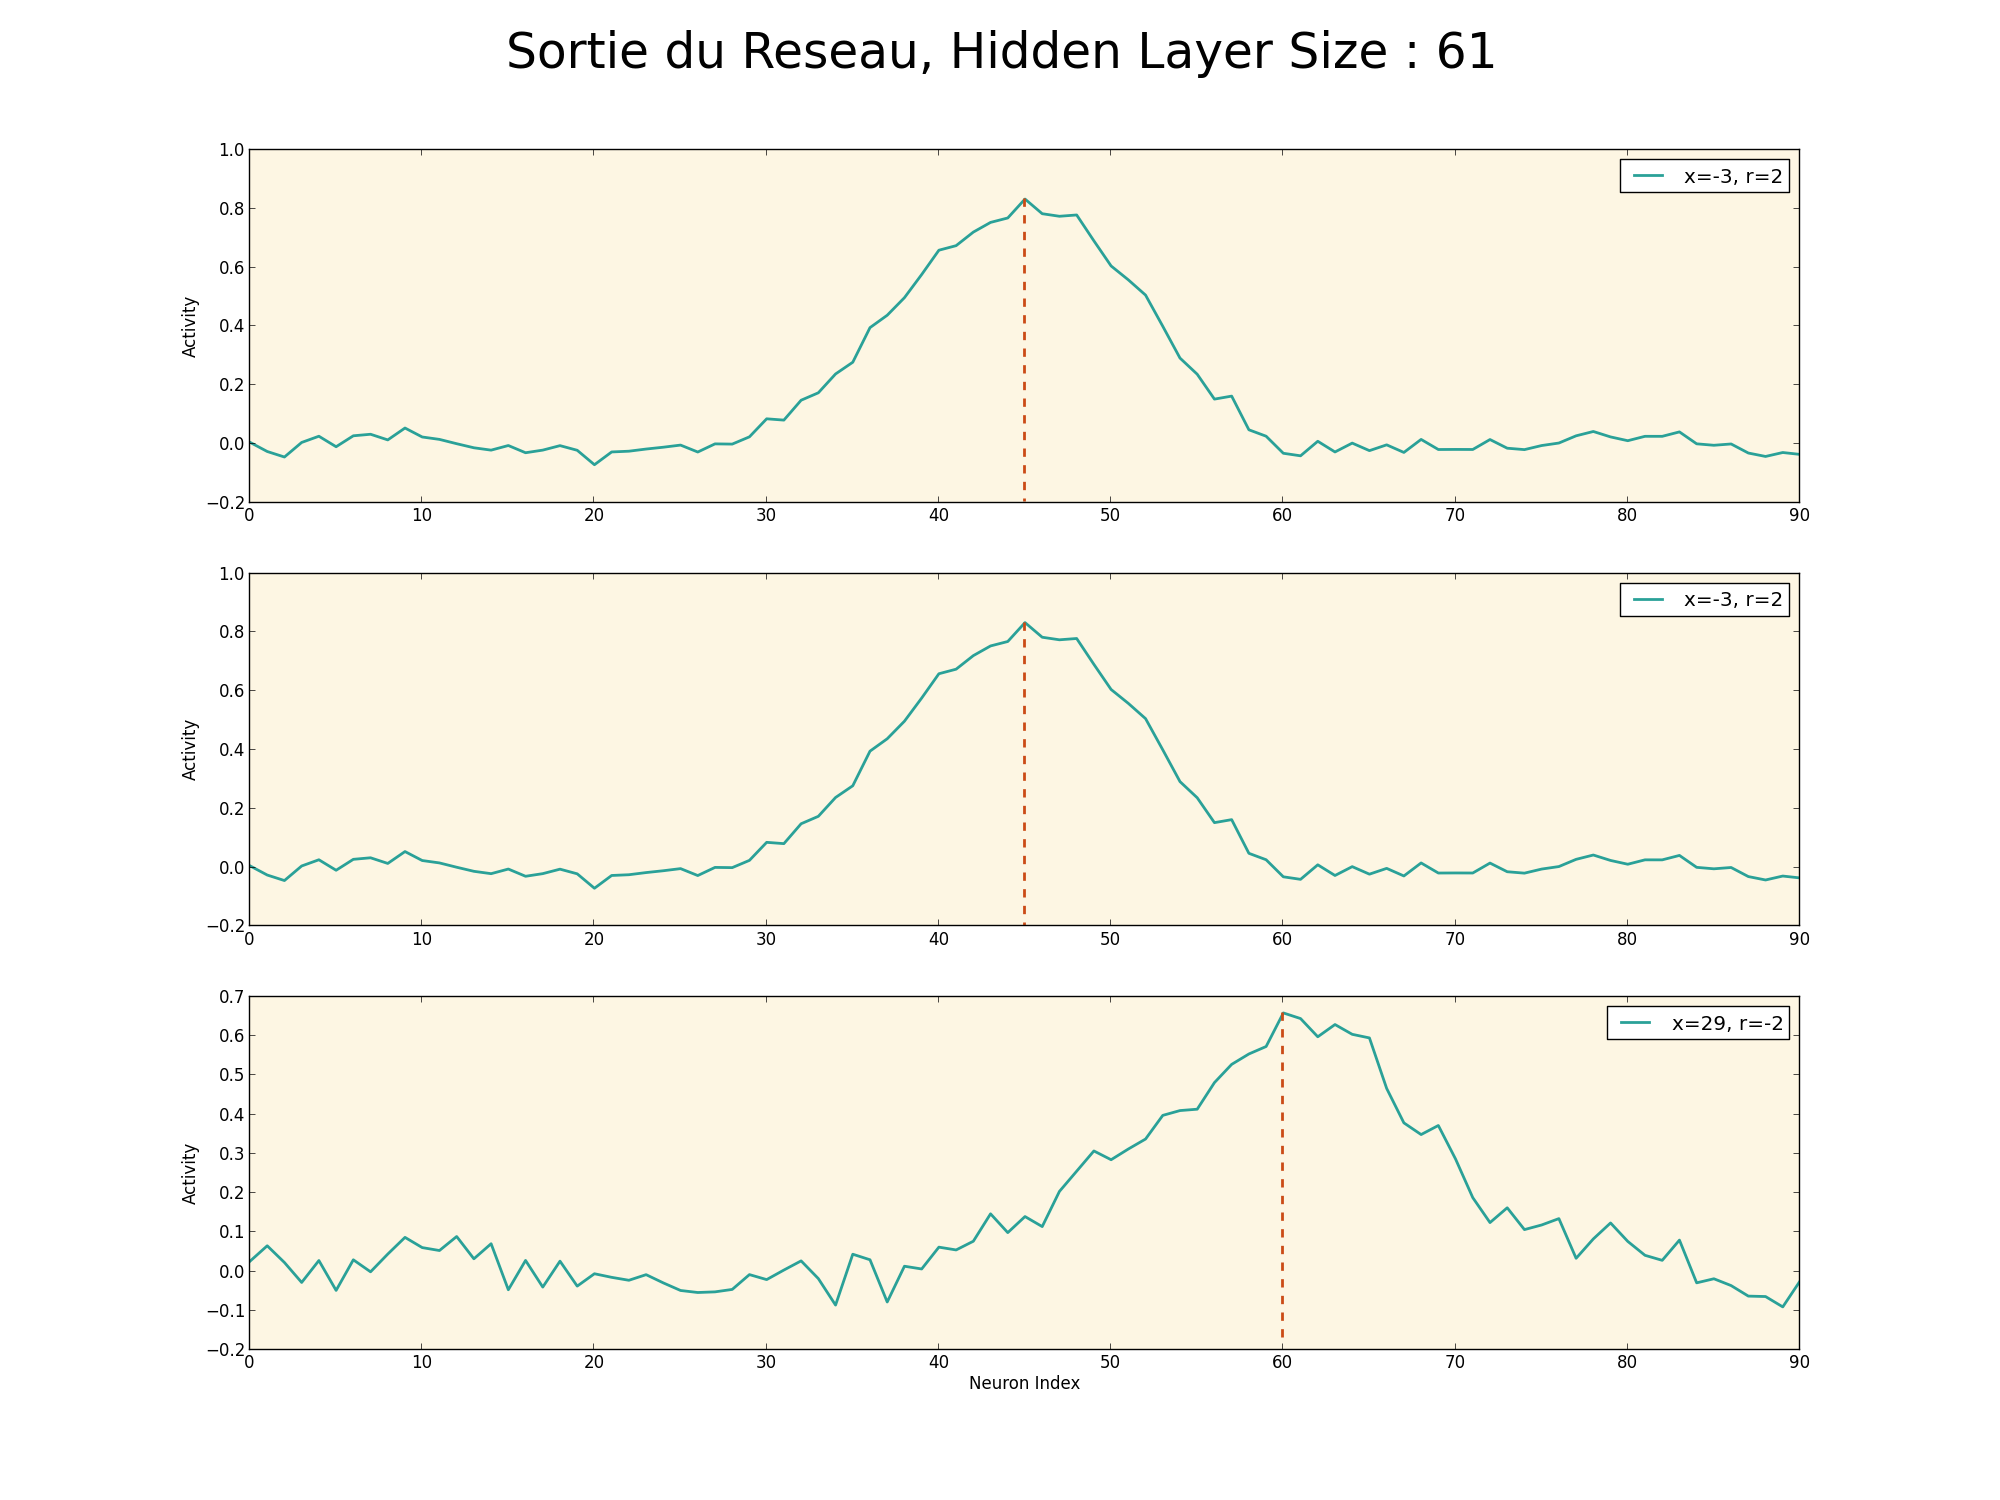 Sortie du Reseau, Hidden Layer Size : 61
1.0
0.8
0.6
0.4
0.2
0.0
−0.2
Activity
x=-3, r=2
0 10 20 30 40 50 60 70 80 90
1.0
0.8
0.6
0.4
0.2
0.0
−0.2
Activity
x=-3, r=2
0 10 20 30 40 50 60 70 80 90
0.7
0.6
0.5
0.4
0.3
0.2
0.1
0.0
−0.1
−0.2
Activity
x=29, r=-2
0 10 20 30 40 50 60 70 80 90
Neuron Index